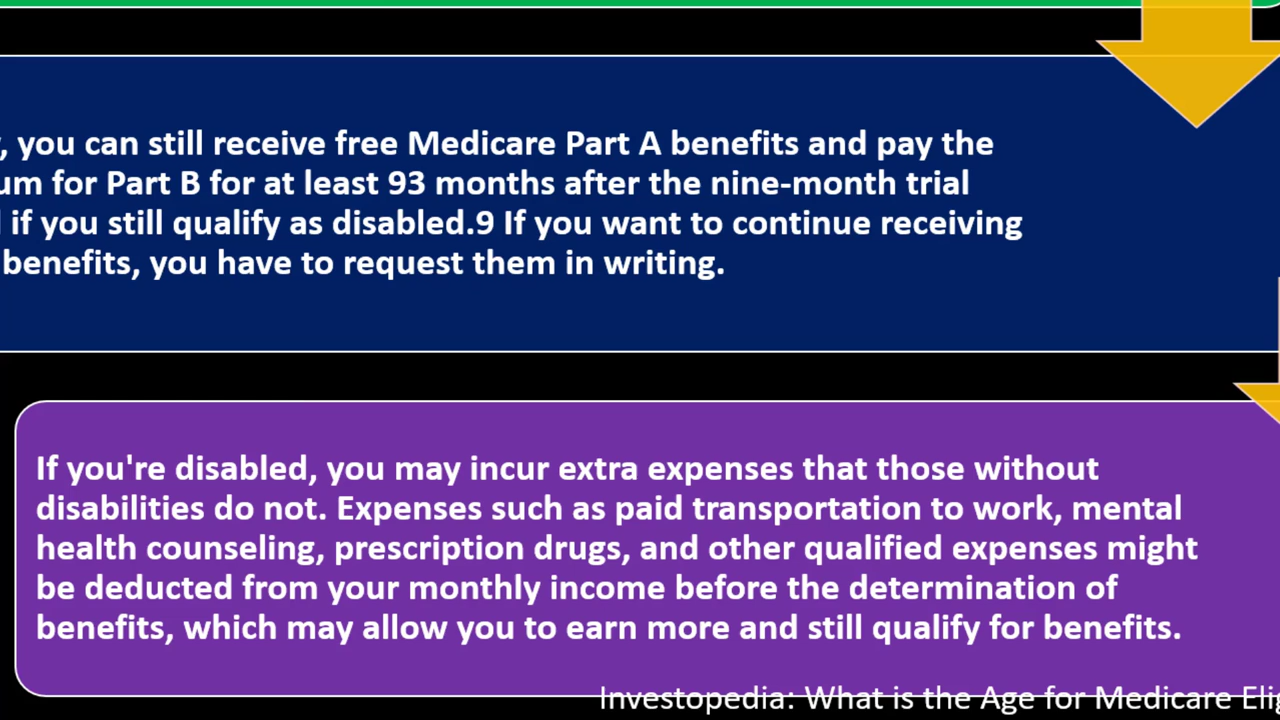 , you can still receive free Medicare Part A benefits and pay the
um for Part B for at least 93 months after the nine-month trial
if you still qualify as disabled.9 If you want to continue receiving
benefits, you have to request them in writing.
If you're disabled, you may incur extra expenses that those without
disabilities do not. Expenses such as paid transportation to work, mental
health counseling, prescription drugs, and other qualified expenses might
be deducted from your monthly income before the determination of
benefits, which may allow you to earn more and still qualify for benefits.
Investopedia: What is the Age for Medicare Elig